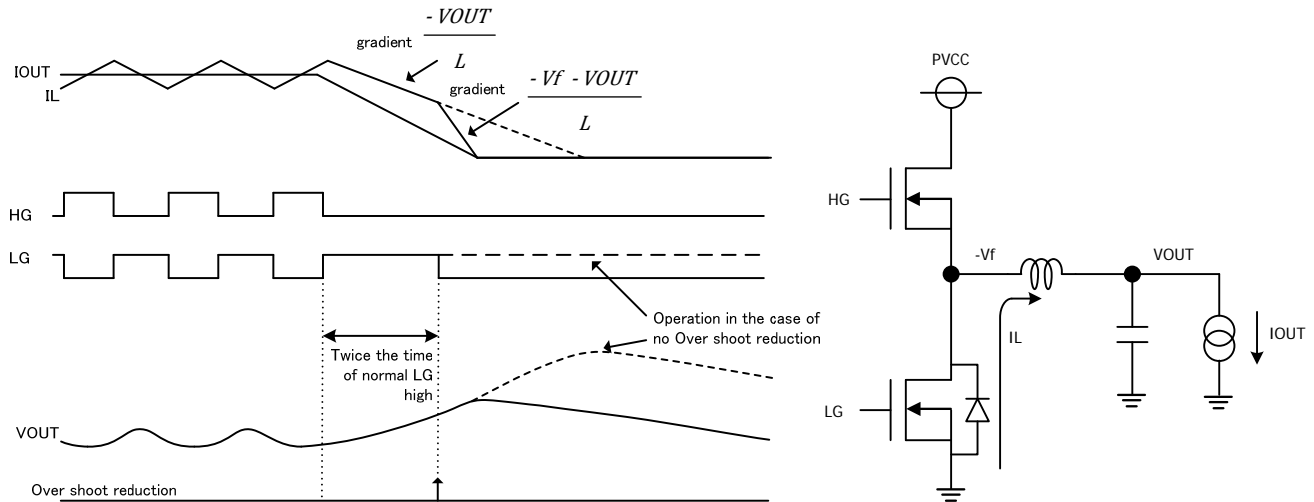 gradient
- VOUT
L
gradient
- Vf - VOUT
L
IOUT
IL
HG
LG
Operation in the case of
no Over shoot reduction
Twice the time
of normal LG
high
VOUT
Over shoot reduction
PVCC
HG
-Vf
VOUT
IL
IOUT
LG